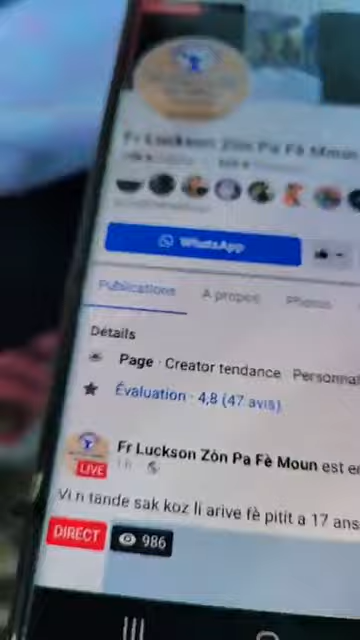 Fr Luckson Zòn Pa Fè Moun
WhatsApp
Publications À propos Photos
Détails
Page · Creator tendance Personnal
Évaluation · 4,8 (47 avis)
Fr Luckson Zòn Pa Fè Moun est en
LIVE
1 h
Vi n tande sak koz li arive fè pitit a 17 ans
DIRECT 986